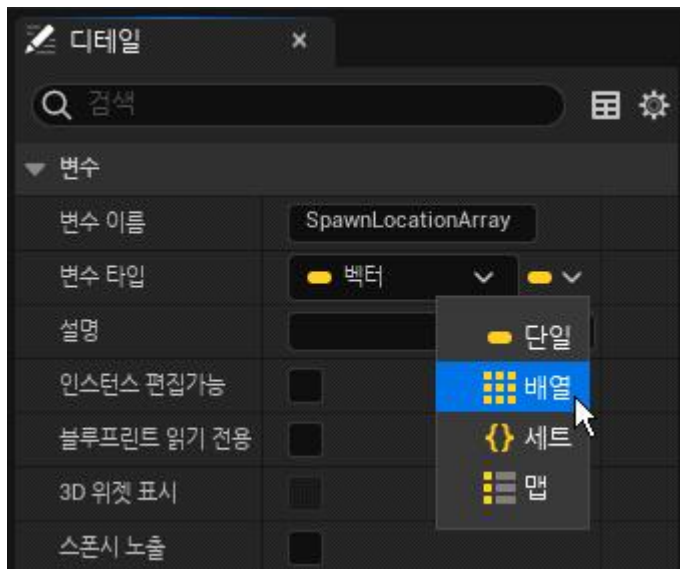 디테일
검색
변수
변수 이름 SpawnLocationArray
변수 타입 벡터
단일
설명
배열
인스턴스 편집가능
블루프린트 읽기 전용 세트
3D 위젯 표시 맵
스폰시 노출